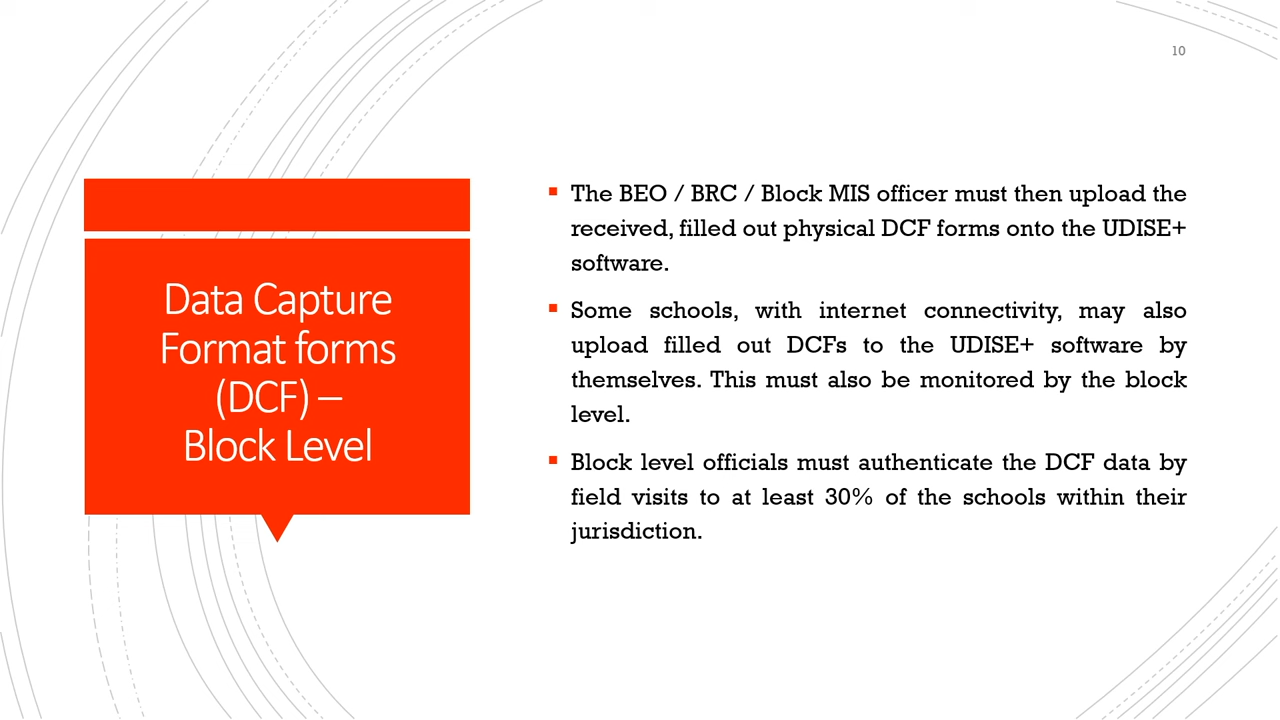 10
Data Capture
Format forms
(DCF) –
Block Level
The BEO / BRC / Block MIS officer must then upload the
received, filled out physical DCF forms onto the UDISE+
software.
Some schools, with internet connectivity, may also
upload filled out DCFs to the UDISE+ software by
themselves. This must also be monitored by the block
level.
Block level officials must authenticate the DCF data by
field visits to at least 30% of the schools within their
jurisdiction.